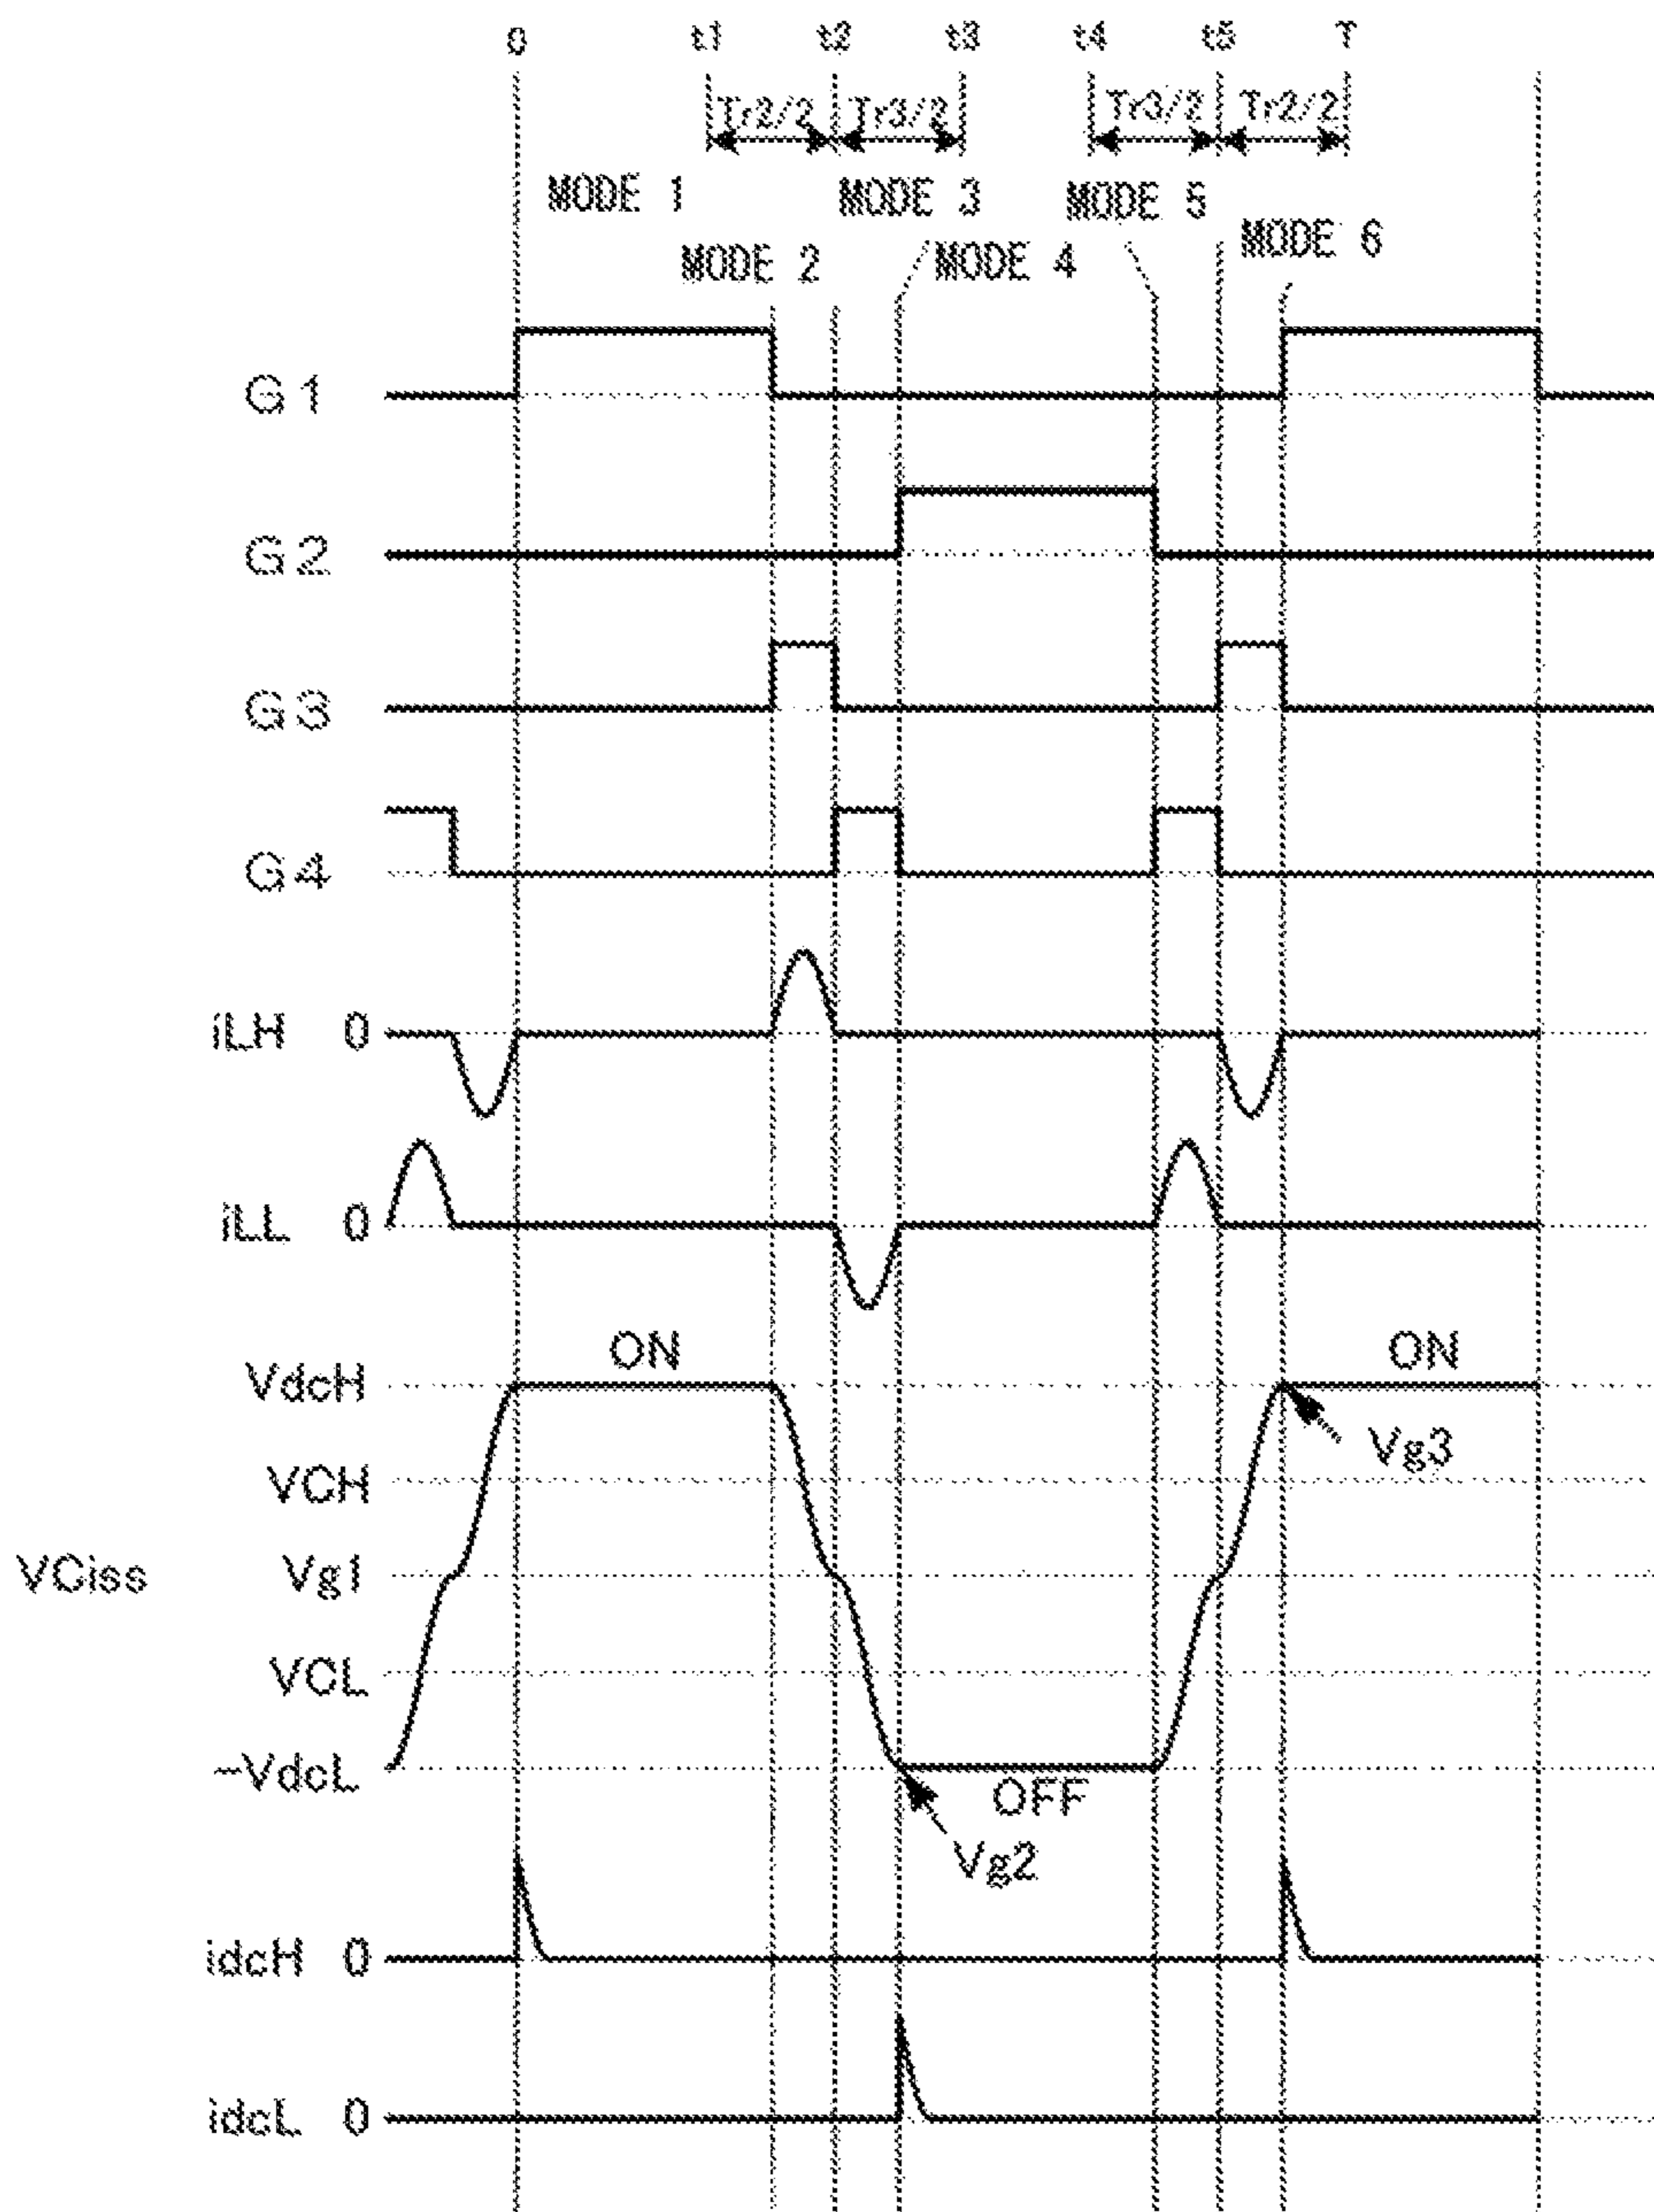 0 t1 t2 t3 t4 t5 T
Tr2/2 Tr3/2 Tr3/2 Tr2/2
MODE 1 MODE 3 MODE 5
MODE 2 MODE 4 MODE 6
G1
G2
G3
G4
iLH 0
iLL 0
ON ON
VdcH
Vg3
VCH
VCiss Vg1
VCL
-VdcL
OFF
Vg2
idcH 0
idcL 0